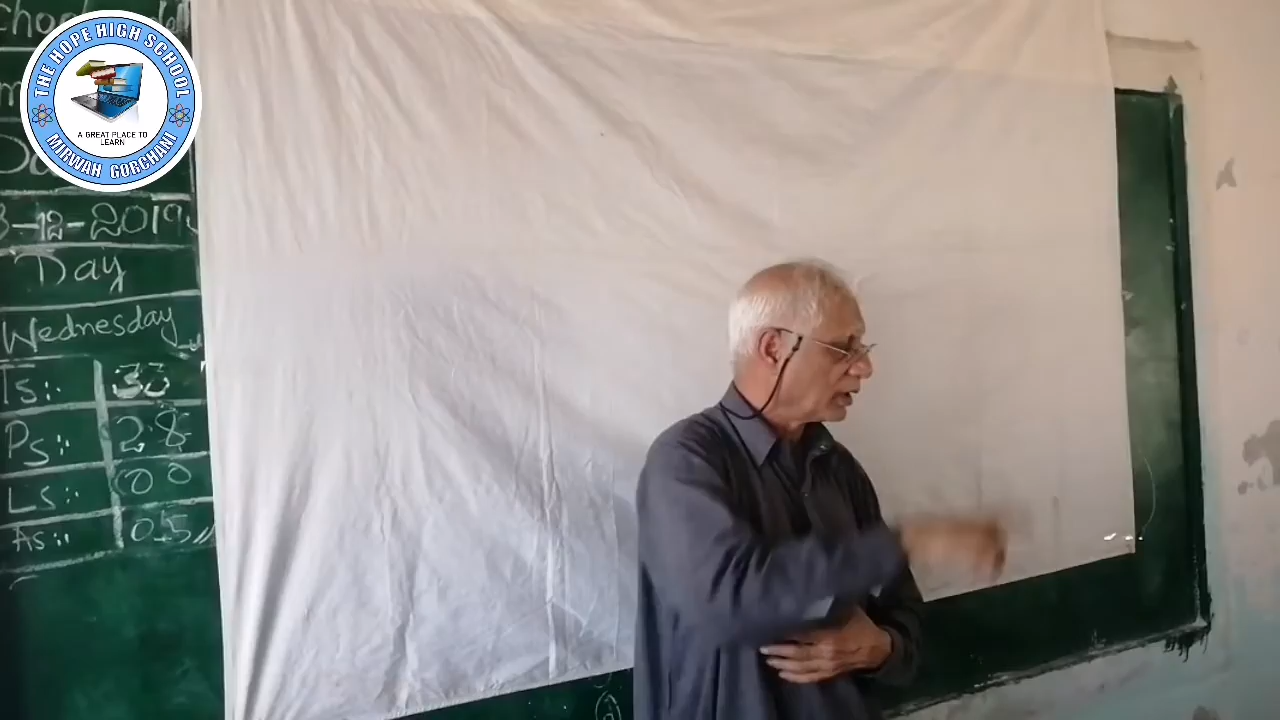 THE HOPE HIGH SCHOOL
A GREAT PLACE TO
LEARN
MIRWAH GORCHANI
-12-2019
Day
Wednesday
Ts:: 33
Ps:: 28
Ls:: 00
As:: 05